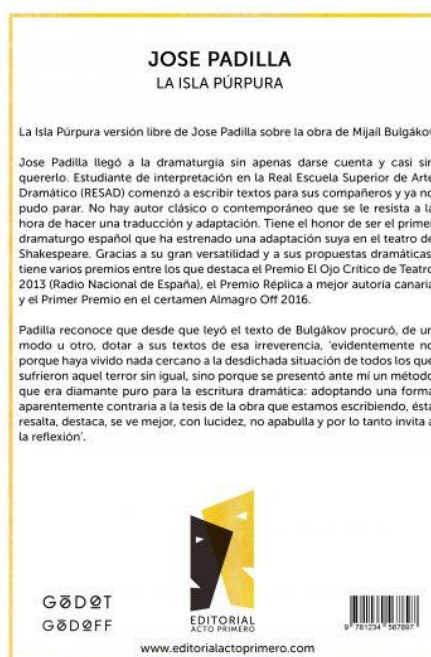 JOSE PADILLA
LA ISLA PÚRPURA
La Isla Púrpura versión libre de Jose Padilla sobre la obra de Mijaíl Bulgákov
Jose Padilla llegó a la dramaturgia sin apenas darse cuenta y casi sin
quererlo. Estudiante de interpretación en la Real Escuela Superior de Arte
Dramático (RESAD) comenzó a escribir textos para sus compañeros y ya no
pudo parar. No hay autor clásico o contemporáneo que se le resista a la
hora de hacer una traducción y adaptación. Tiene el honor de ser el primer
dramaturgo español que ha estrenado una adaptación suya en el teatro de
Shakespeare. Gracias a su gran versatilidad y a sus propuestas dramáticas,
tiene varios premios entre los que destaca el Premio El Ojo Crítico de Teatro
2013 (Radio Nacional de España), el Premio Réplica a mejor autoría canaria
y el Primer Premio en el certamen Almagro Off 2016.
Padilla reconoce que desde que leyó el texto de Bulgákov procuró, de un
modo u otro, dotar a sus textos de esa irreverencia, 'evidentemente no
porque haya vivido nada cercano a la desdichada situación de todos los que
sufrieron aquel terror sin igual, sino porque se presentó ante mí un método
que era diamante puro para la escritura dramática: adoptando una forma
aparentemente contraria a la tesis de la obra que estamos escribiendo, ésta
resalta, destaca, se ve mejor, con lucidez, no apabulla y por lo tanto invita a
la reflexión'.
GODOT
GODOFF
EDITORIAL
ACTO PRIMERO
9 781234 567897
www.editorialactoprimero.com